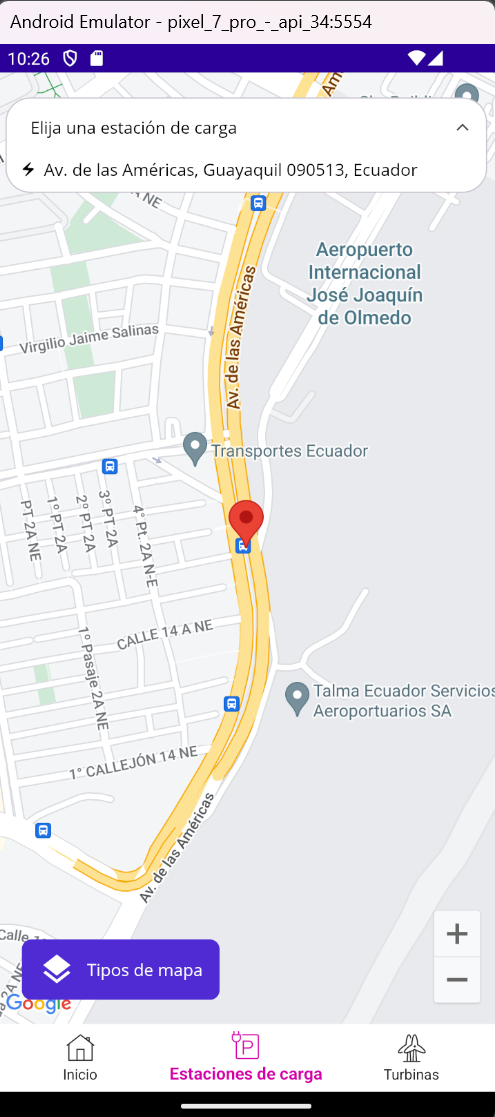 Android Emulator - pixel_7_pro_-_api_34:5554
10:26
Elija una estación de carga
Av. de las Américas, Guayaquil 090513, Ecuador
NE
Aeropuerto
Internacional
José Joaquín
de Olmedo
Av. de las Américas
Virgilio Jaime Salinas
Transportes Ecuador
PT 2A NE
1º PT 2A
2º PT 2A
3º PT 2A
4° Pt. 2A N-E
CALLE 14 A NE
1° Pasaje 2A NE
Talma Ecuador Servicios
Aeroportuarios SA
1° CALLEJÓN 14 NE
Av. de las Américas
Calle
2A NE
+
−
Tipos de mapa
Google
P
Inicio
Estaciones de carga
Turbinas